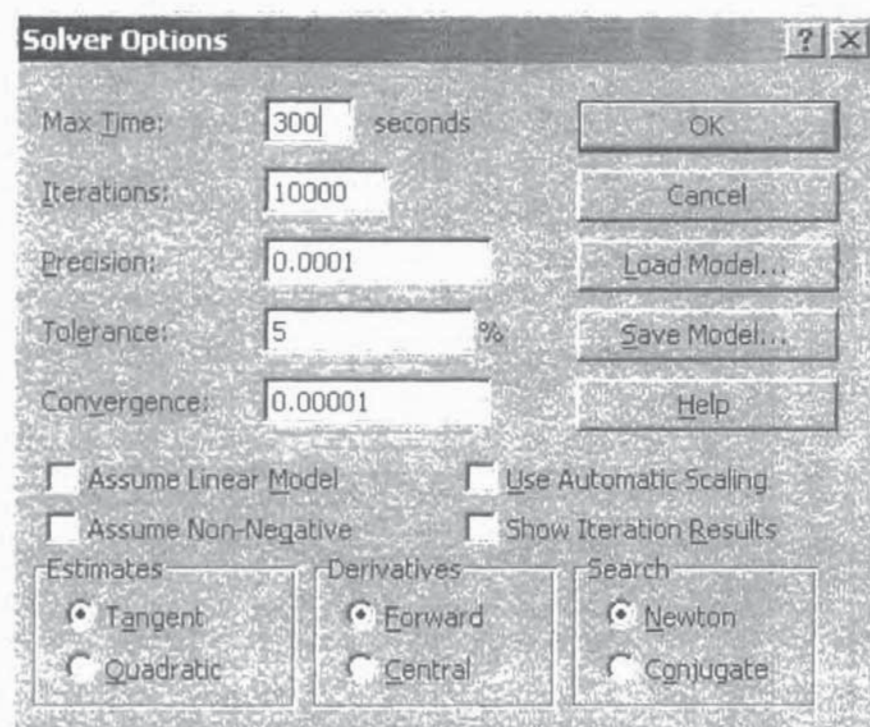 Solver Options ? ×
Max Time: 300 seconds OK
Iterations: 10000 Cancel
Precision: 0.0001 Load Model...
Tolerance: 5 % Save Model...
Convergence: 0.00001 Help
Assume Linear Model Use Automatic Scaling
Assume Non-Negative Show Iteration Results
Estimates Derivatives Search
Tangent Forward Newton
Quadratic Central Conjugate